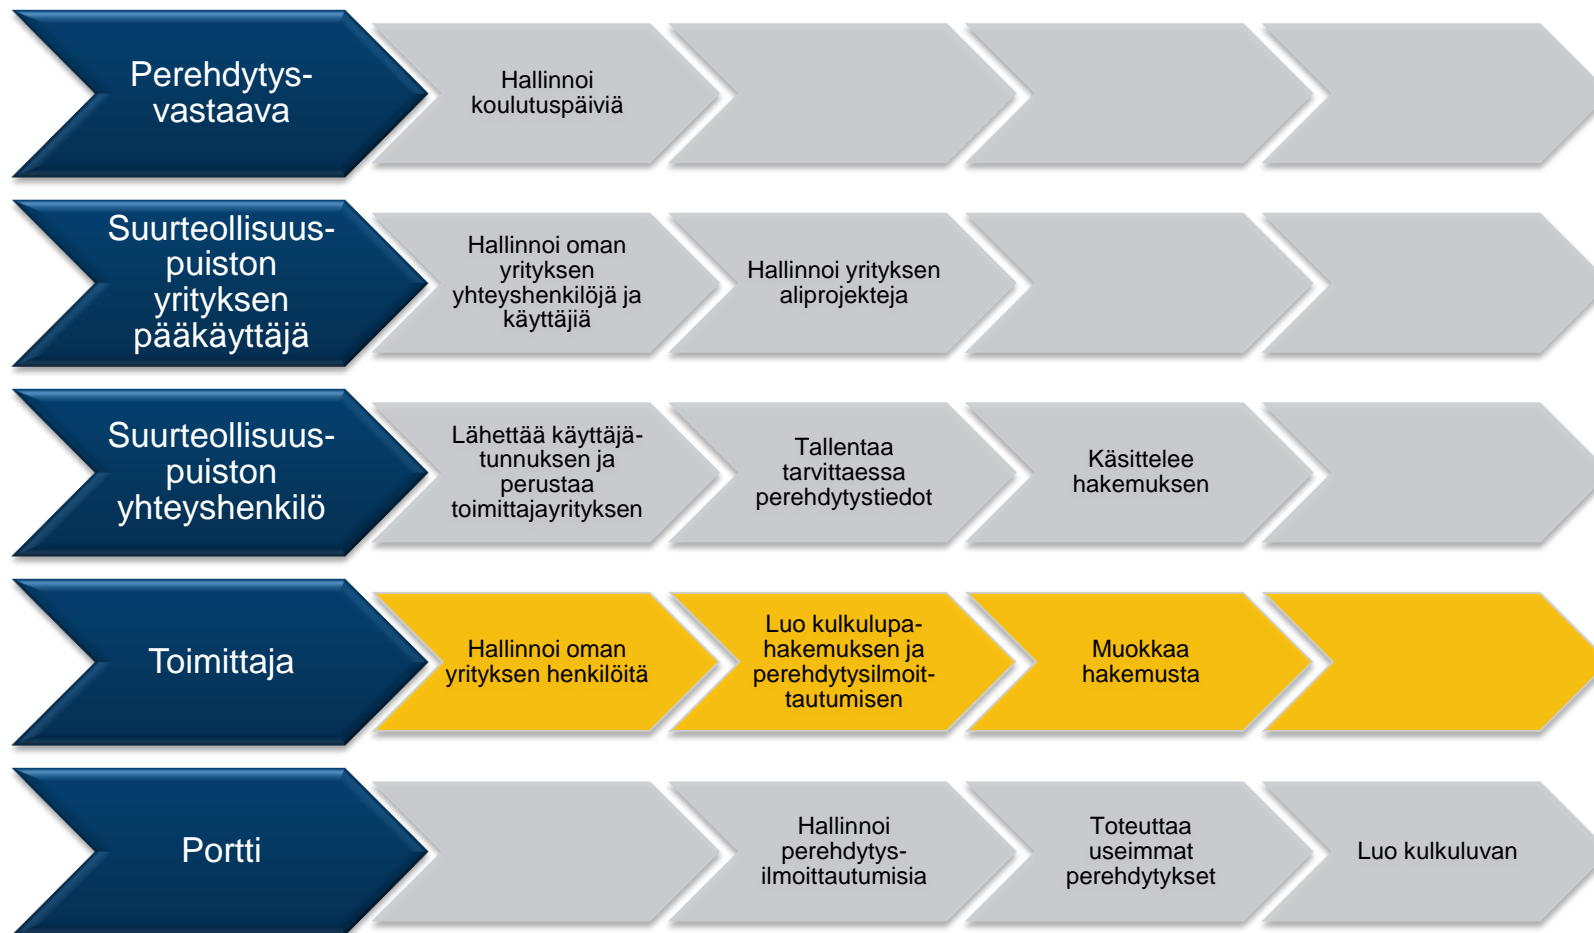 Perehdytys-
vastaava
Hallinnoi
koulutuspäiviä
Suurteollisuus-
puiston
yrityksen
pääkäyttäjä
Hallinnoi oman
yrityksen
yhteyshenkilöjä ja
käyttäjiä
Hallinnoi yrityksen
aliprojekteja
Suurteollisuus-
puiston
yhteyshenkilö
Lähettää käyttäjä-
tunnuksen ja
perustaa
toimittajayrityksen
Tallentaa
tarvittaessa
perehdytystiedot
Käsittelee
hakemuksen
Toimittaja
Hallinnoi oman
yrityksen henkilöitä
Luo kulkulupa-
hakemuksen ja
perehdytysilmoit-
tautumisen
Muokkaa
hakemusta
Portti
Hallinnoi
perehdytys-
ilmoittautumisia
Toteuttaa
useimmat
perehdytykset
Luo kulkuluvan